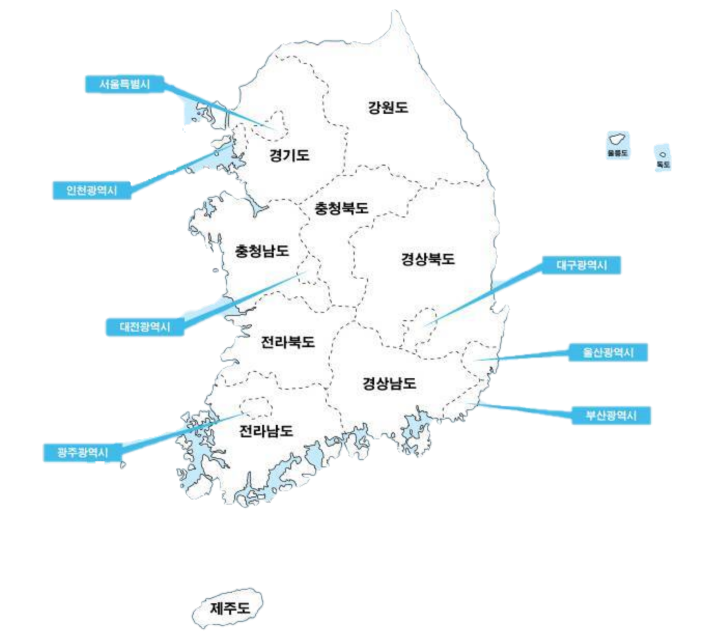 서울특별시
강원도
울릉도
독도
경기도
인천광역시
충청북도
충청남도
경상북도
대구광역시
대전광역시
전라북도
울산광역시
경상남도
부산광역시
전라남도
광주광역시
제주도